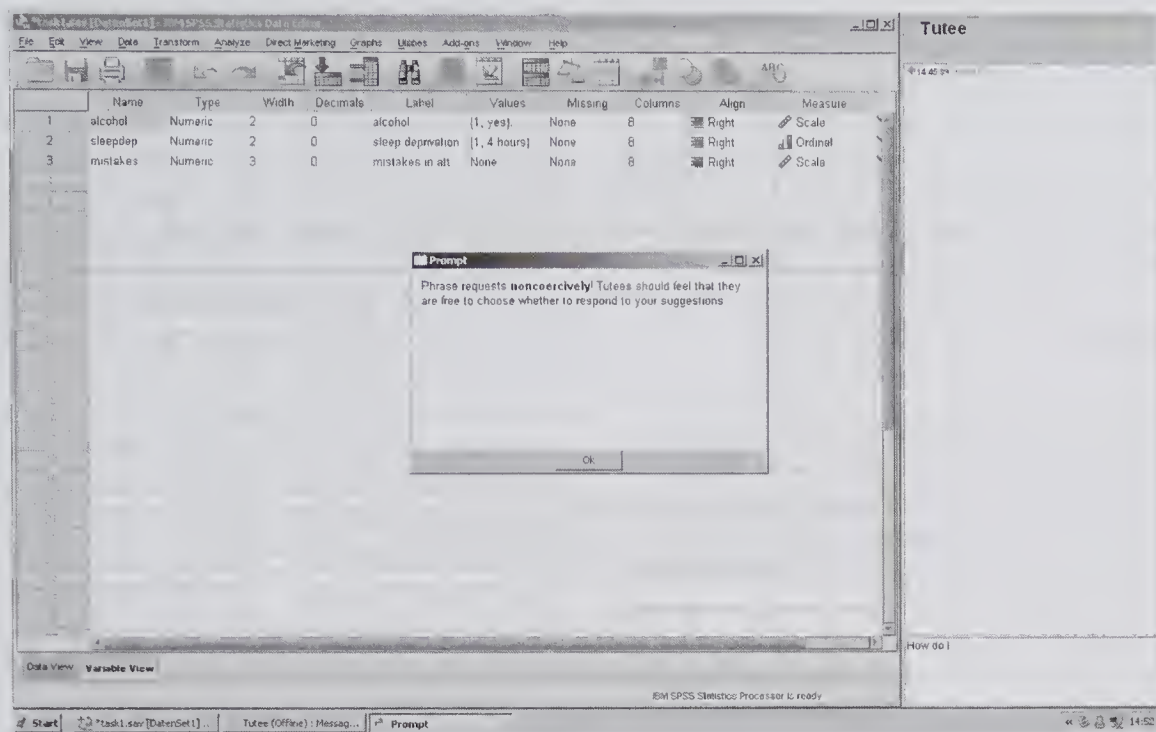 *task1.sav [DatenSet1] - IBM SPSS Statistics Data Editor
File Edit View Data Transform Analyze Direct Marketing Graphs Utilities Add-ons Window Help
Name Type Width Decimals Label Values Missing Columns Align Measure
1 alcohol Numeric 2 0 alcohol {1, yes}. None 8 Right Scale
2 sleepdep Numeric 2 0 sleep deprivation {1, 4 hours} None 8 Right Ordinal
3 mistakes Numeric 3 0 mistakes in alt None None 8 Right Scale
Prompt
Phrase requests noncoercively! Tutees should feel that they
are free to choose whether to respond to your suggestions
Ok
Data View Variable View
IBM SPSS Statistics Processor is ready
Tutee
How do I
Start *task1.sav [DatenSet1] .. Tutee (Offline) : Messag... Prompt
14:52